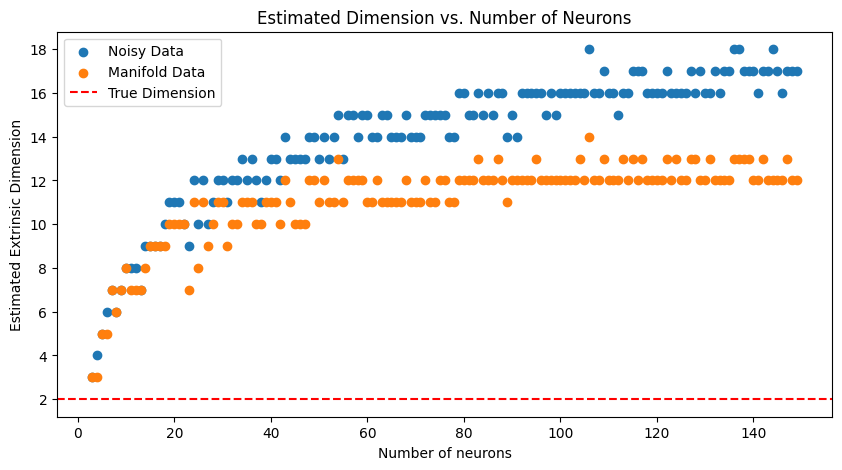 Estimated Dimension vs. Number of Neurons
Noisy Data
Manifold Data
True Dimension
Estimated Extrinsic Dimension
18
16
14
12
10
8
6
4
2
0 20 40 60 80 100 120 140
Number of neurons